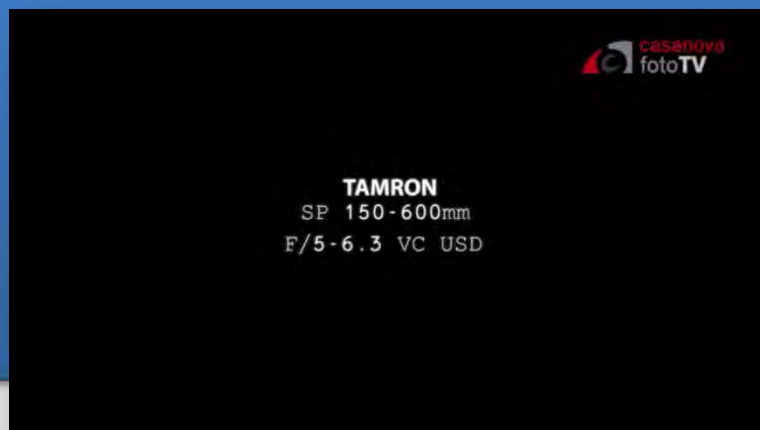 casanova
fotoTV
TAMRON
SP 150-600mm
F/5-6.3 VC USD